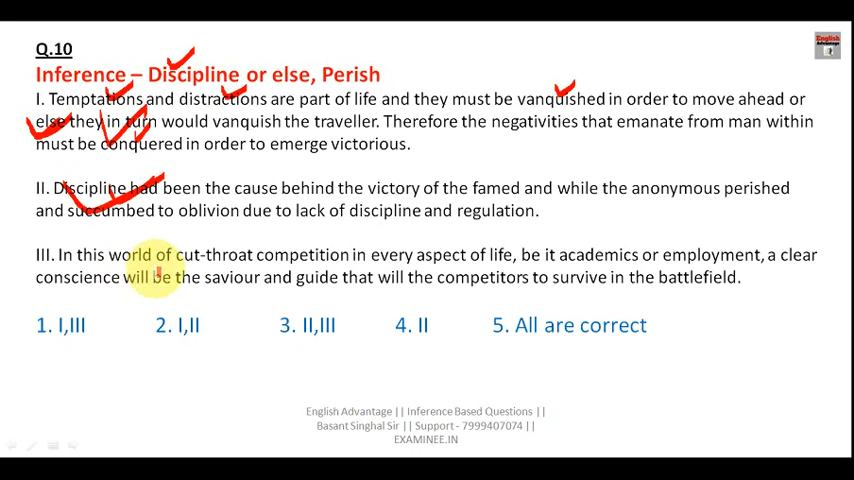 English
Advantage
Q.10
Inference – Discipline or else, Perish
I. Temptations and distractions are part of life and they must be vanquished in order to move ahead or
else they in turn would vanquish the traveller. Therefore the negativities that emanate from man within
must be conquered in order to emerge victorious.
II. Discipline had been the cause behind the victory of the famed and while the anonymous perished
and succumbed to oblivion due to lack of discipline and regulation.
III. In this world of cut-throat competition in every aspect of life, be it academics or employment, a clear
conscience will be the saviour and guide that will the competitors to survive in the battlefield.
1. I,III 2. I,II 3. II,III 4. II 5. All are correct
English Advantage || Inference Based Questions ||
Basant Singhal Sir || Support - 7999407074 ||
EXAMINEE.IN